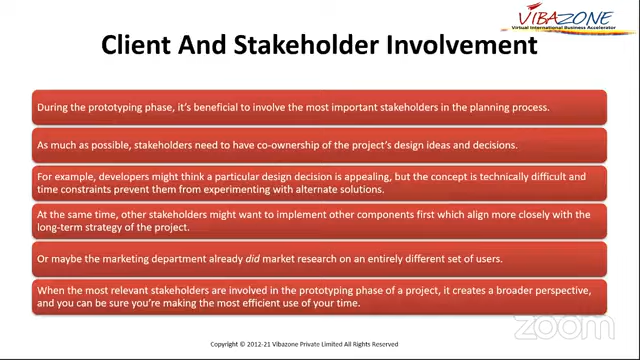 VIBAZONE
Virtual International Business Accelerator
Client And Stakeholder Involvement
During the prototyping phase, it's beneficial to involve the most important stakeholders in the planning process.
As much as possible, stakeholders need to have co-ownership of the project's design ideas and decisions.
For example, developers might think a particular design decision is appealing, but the concept is technically difficult and
time constraints prevent them from experimenting with alternate solutions.
At the same time, other stakeholders might want to implement other components first which align more closely with the
long-term strategy of the project.
Or maybe the marketing department already did market research on an entirely different set of users.
When the most relevant stakeholders are involved in the prototyping phase of a project, it creates a broader perspective,
and you can be sure you're making the most efficient use of your time.
zoom
Copyright © 2012-21 Vibazone Private Limited All Rights Reserved